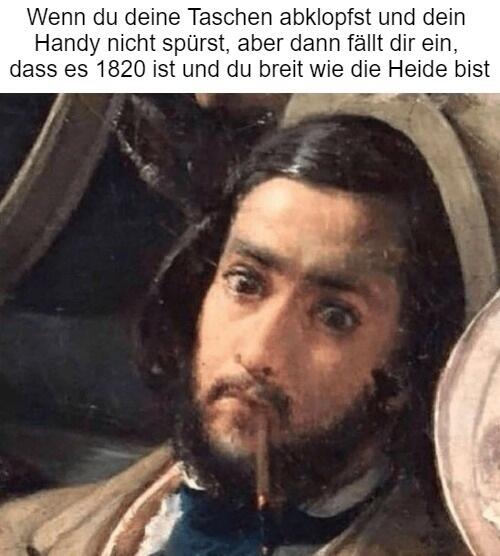 Wenn du deine Taschen abklopfst und dein
Handy nicht spürst, aber dann fällt dir ein,
dass es 1820 ist und du breit wie die Heide bist